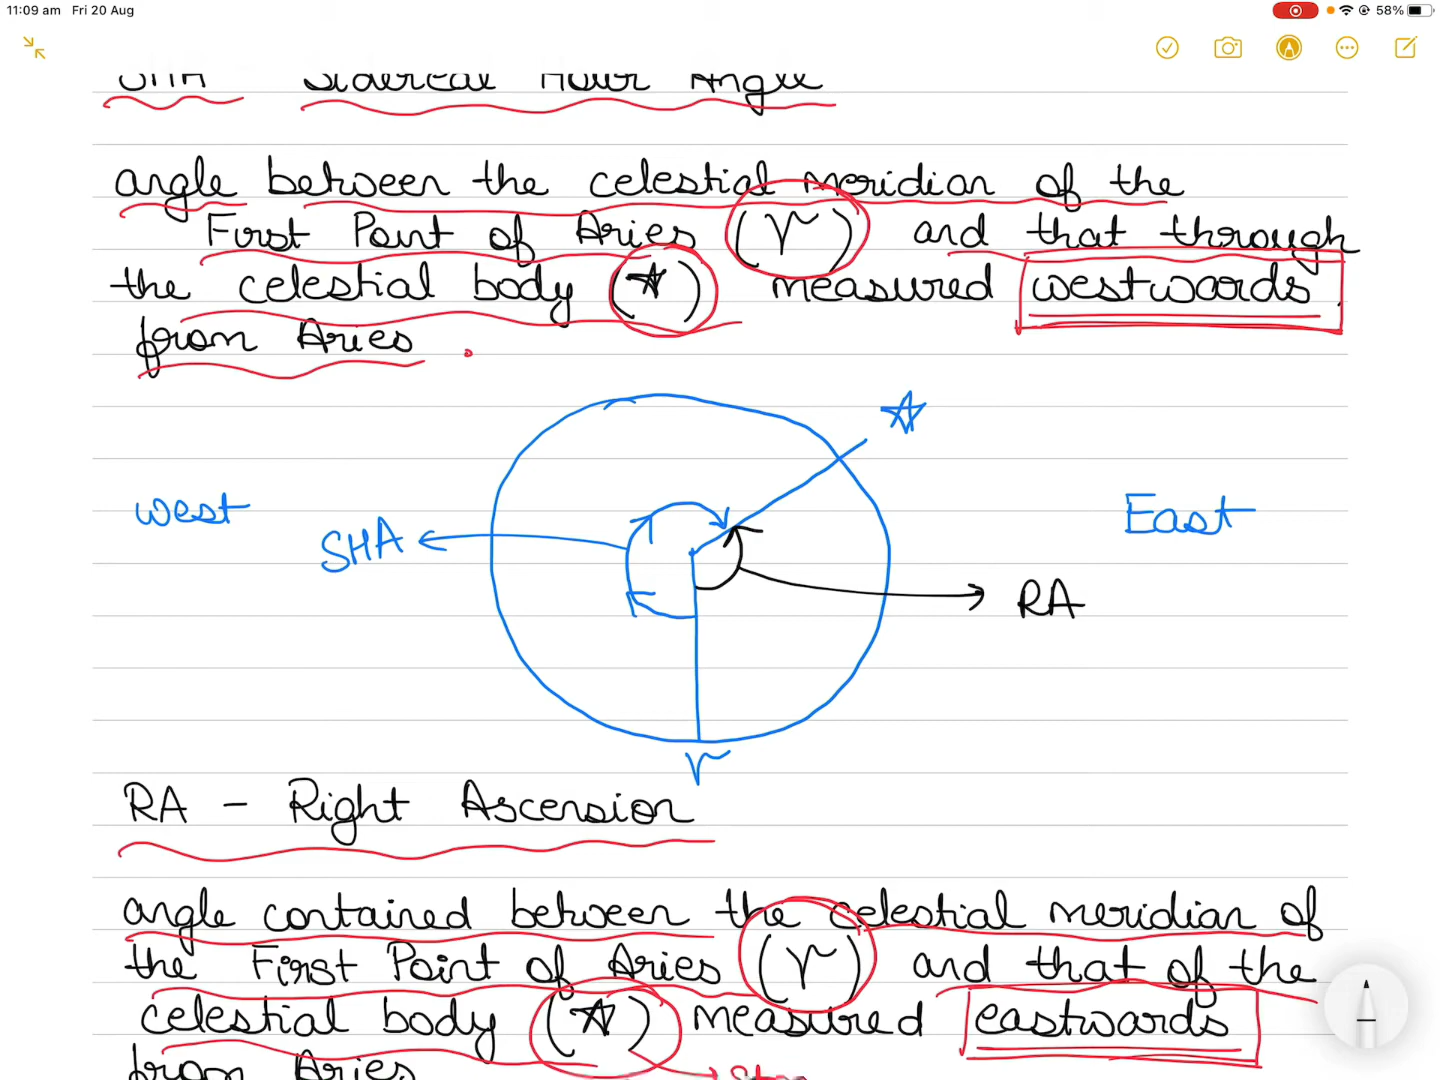 11:09 am Fri 20 Aug
58%
SHA - Sidereal Hour Angle
angle between the celestial meridian of the
First Point of Aries (♈) and that through
the celestial body (☆) measured westwards
from Aries.
☆
West
East
SHA
RA
♈
RA - Right Ascension
angle contained between the celestial meridian of
the First Point of Aries (♈) and that of the
celestial body (☆) measured eastwards
from Aries